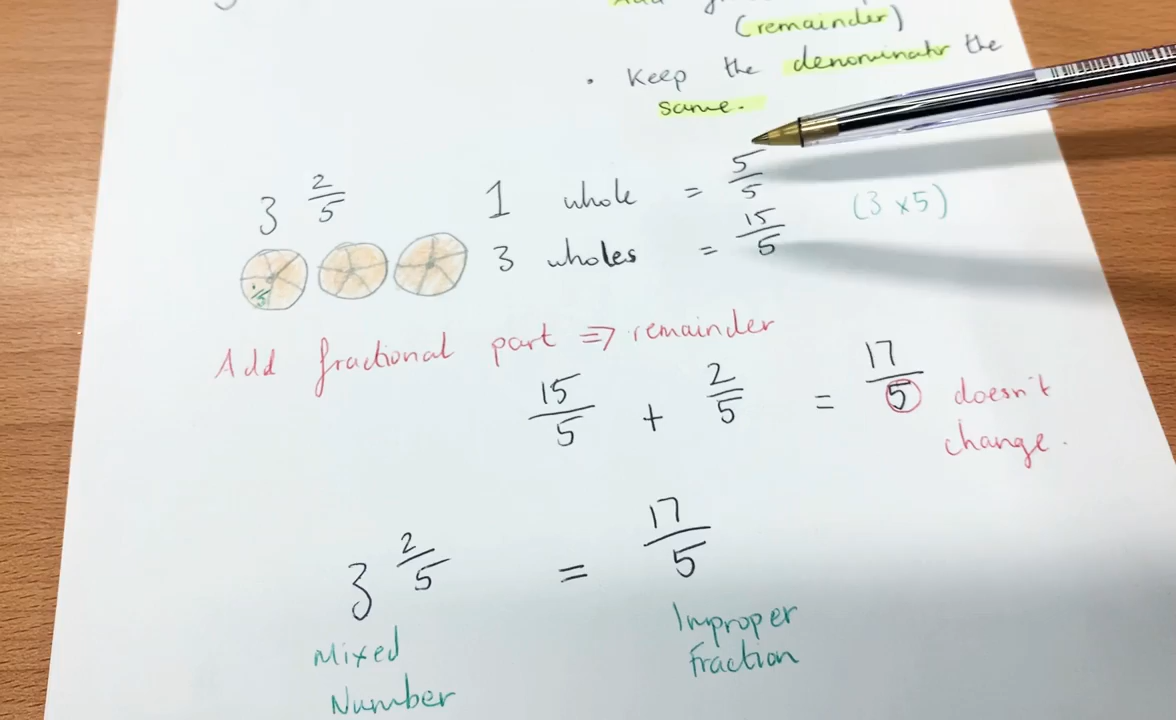 (remainder)
• Keep the denominator the
same.
3 2/5 1 whole = 5/5
3 wholes = 15/5 (3 x 5)
1/5
Add fractional part ⇒ remainder
15/5 + 2/5 = 17/5 doesn't
change.
3 2/5 = 17/5
Mixed Improper
Number Fraction